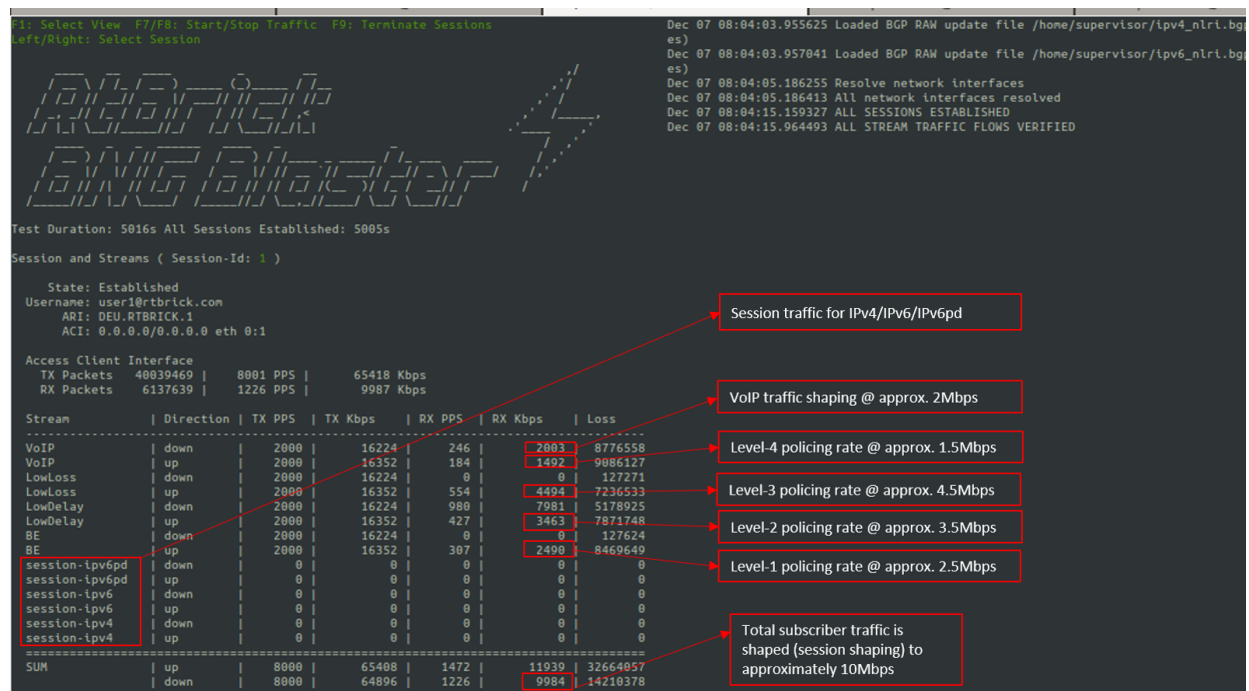 F1: Select View  F7/F8: Start/Stop Traffic  F9: Terminate Sessions
Left/Right: Select Session
RtBrick
BNG Blaster
Test Duration: 5016s All Sessions Established: 5005s
Session and Streams ( Session-Id: 1 )
State: Established
Username: user1@rtbrick.com
ARI: DEU.RTBRICK.1
ACI: 0.0.0.0/0.0.0.0 eth 0:1
Access Client Interface
TX Packets 40039469 | 8001 PPS | 65418 Kbps
RX Packets 6137639 | 1226 PPS | 9987 Kbps
Stream | Direction | TX PPS | TX Kbps | RX PPS | RX Kbps | Loss
VoIP | down | 2000 | 16224 | 246 | 2003 | 8776558
VoIP | up | 2000 | 16352 | 184 | 1492 | 9086127
LowLoss | down | 2000 | 16224 | 0 | 0 | 127271
LowLoss | up | 2000 | 16352 | 554 | 4494 | 7236533
LowDelay | down | 2000 | 16224 | 980 | 7981 | 5178925
LowDelay | up | 2000 | 16352 | 427 | 3463 | 7871748
BE | down | 2000 | 16224 | 0 | 0 | 127624
BE | up | 2000 | 16352 | 307 | 2490 | 8469649
session-ipv6pd | down | 0 | 0 | 0 | 0 | 0
session-ipv6pd | up | 0 | 0 | 0 | 0 | 0
session-ipv6 | down | 0 | 0 | 0 | 0 | 0
session-ipv6 | up | 0 | 0 | 0 | 0 | 0
session-ipv4 | down | 0 | 0 | 0 | 0 | 0
session-ipv4 | up | 0 | 0 | 0 | 0 | 0
SUM | up | 8000 | 65408 | 1472 | 11939 | 32664057
| down | 8000 | 64896 | 1226 | 9984 | 14210378
Dec 07 08:04:03.955625 Loaded BGP RAW update file /home/supervisor/ipv4_nlri.bgp
es)
Dec 07 08:04:03.957041 Loaded BGP RAW update file /home/supervisor/ipv6_nlri.bgp
es)
Dec 07 08:04:05.186255 Resolve network interfaces
Dec 07 08:04:05.186413 All network interfaces resolved
Dec 07 08:04:15.159327 ALL SESSIONS ESTABLISHED
Dec 07 08:04:15.964493 ALL STREAM TRAFFIC FLOWS VERIFIED
Session traffic for IPv4/IPv6/IPv6pd
VoIP traffic shaping @ approx. 2Mbps
Level-4 policing rate @ approx. 1.5Mbps
Level-3 policing rate @ approx. 4.5Mbps
Level-2 policing rate @ approx. 3.5Mbps
Level-1 policing rate @ approx. 2.5Mbps
Total subscriber traffic is
shaped (session shaping) to
approximately 10Mbps